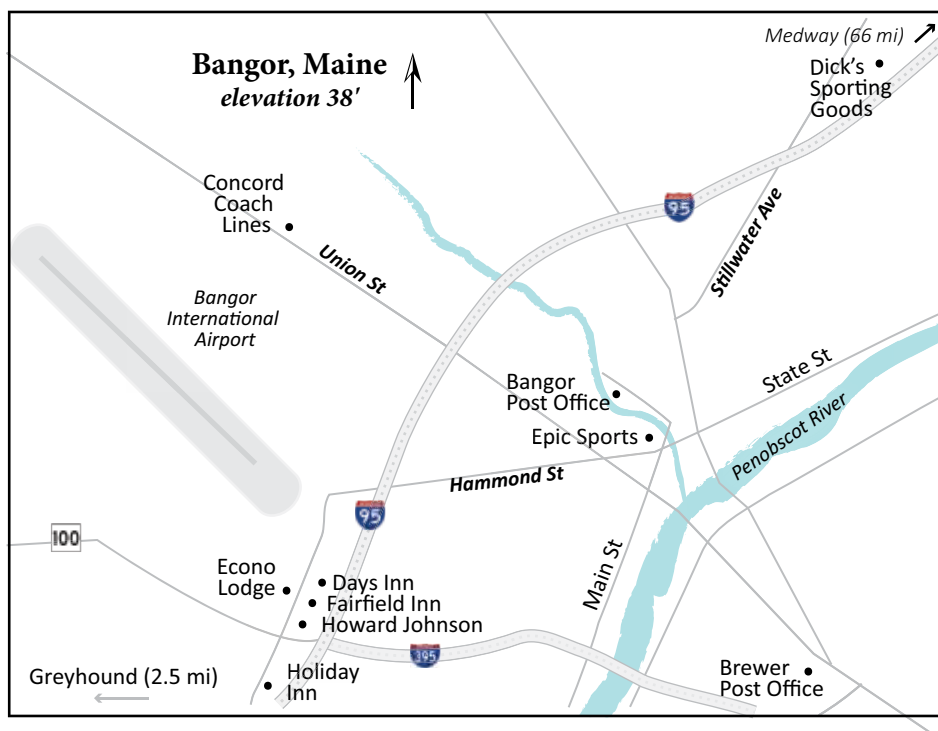 Medway (66 mi)
Bangor, Maine
elevation 38'
Dick's
Sporting
Goods
Concord
Coach
Lines
95
Stillwater Ave
Union St
Bangor
International
Airport
State St
Bangor
Post Office
Penobscot River
Epic Sports
Hammond St
95
100
Main St
Econo
Lodge
Days Inn
Fairfield Inn
Howard Johnson
395
Greyhound (2.5 mi)
Holiday
Inn
Brewer
Post Office